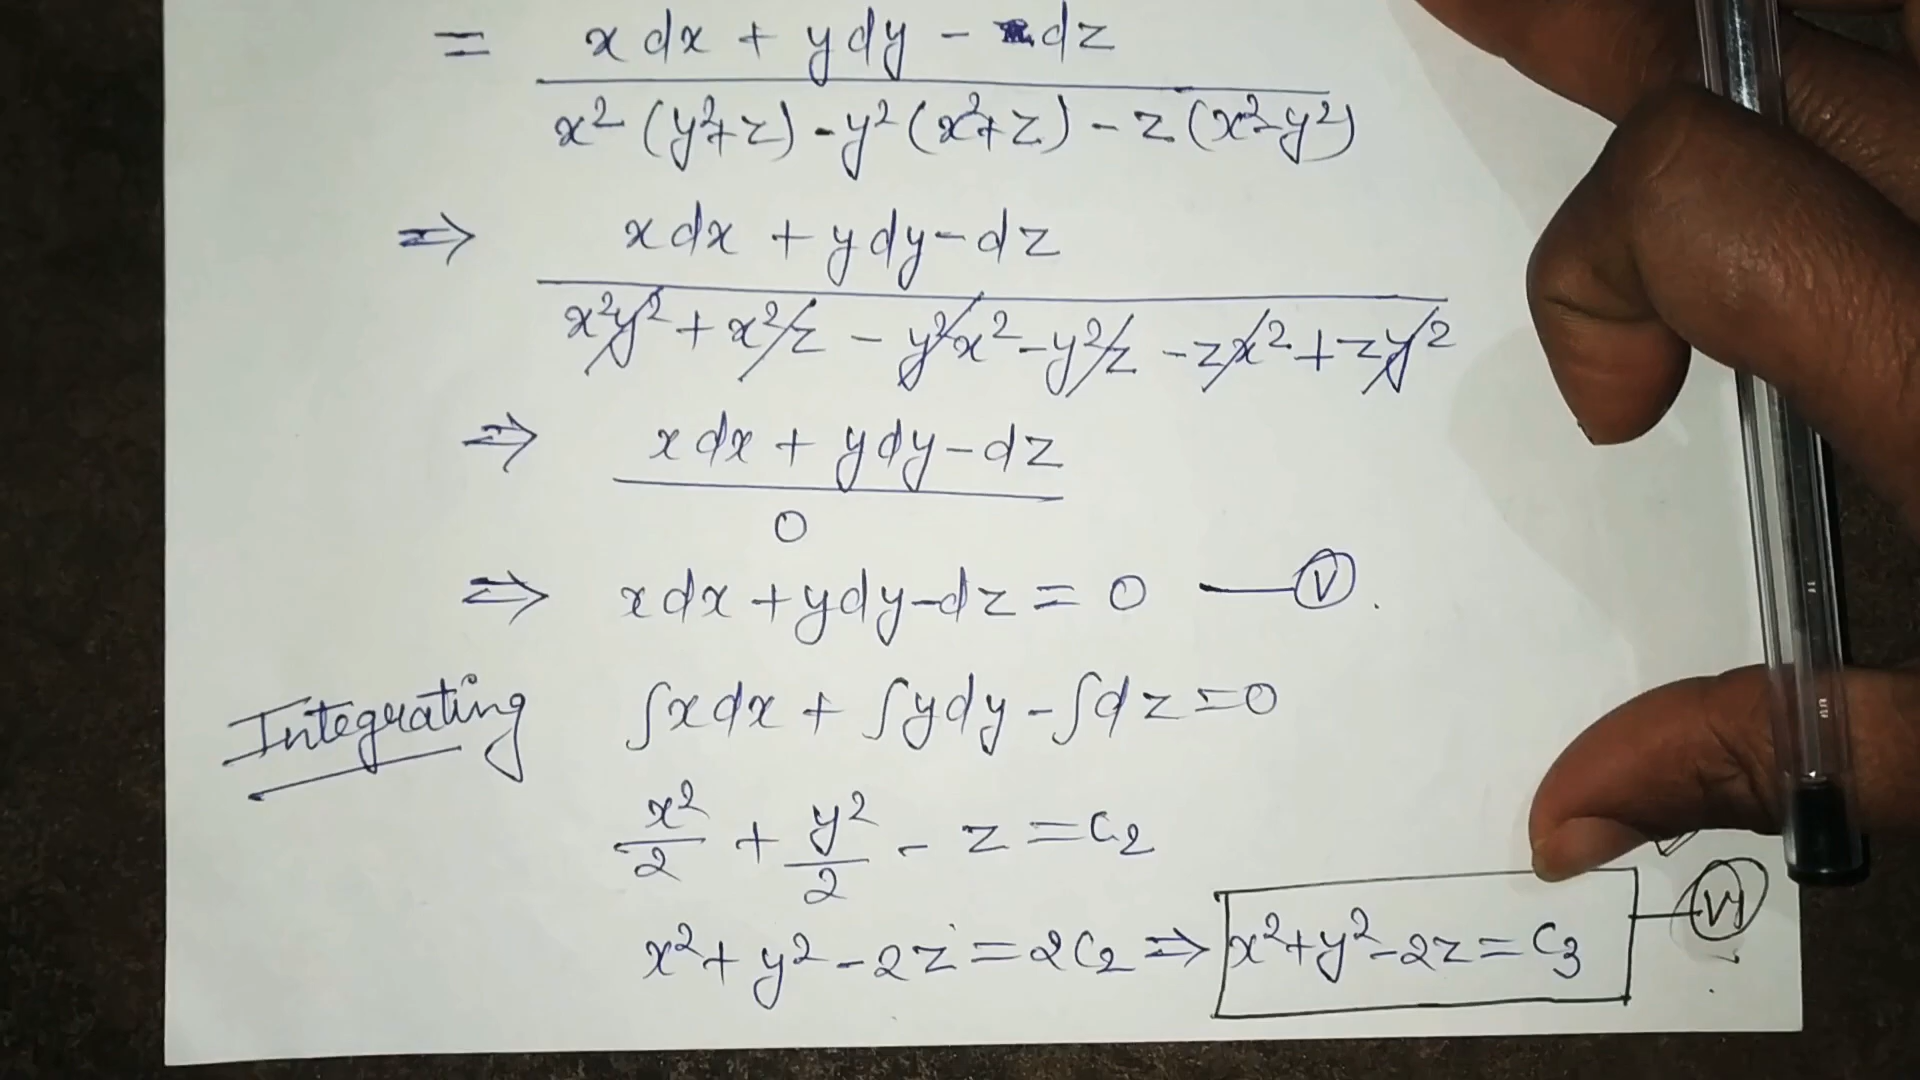 = x dx + y dy - dz
x² (y²+z) - y² (x²+z) - z (x²-y²)
⇒ x dx + y dy - dz
x²y² + x²z - y²x² - y²z - zx² + zy²
⇒ x dx + y dy - dz
0
⇒ x dx + y dy - dz = 0 — V .
Integrating ∫x dx + ∫y dy - ∫dz = 0
x²/2 + y²/2 - z = C₂
x² + y² - 2z = 2C₂ ⇒ x² + y² - 2z = C₃ — VI